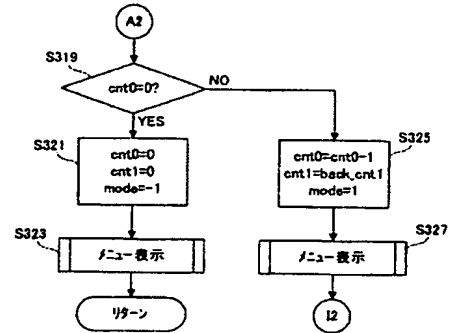 A2
S319
cnt0=0?
NO
YES
S321
cnt0=0
cnt1=0
mode=-1
S325
cnt0=cnt0-1
cnt1=back_cnt1
mode=1
S323
メニュー表示
S327
メニュー表示
リターン
I2